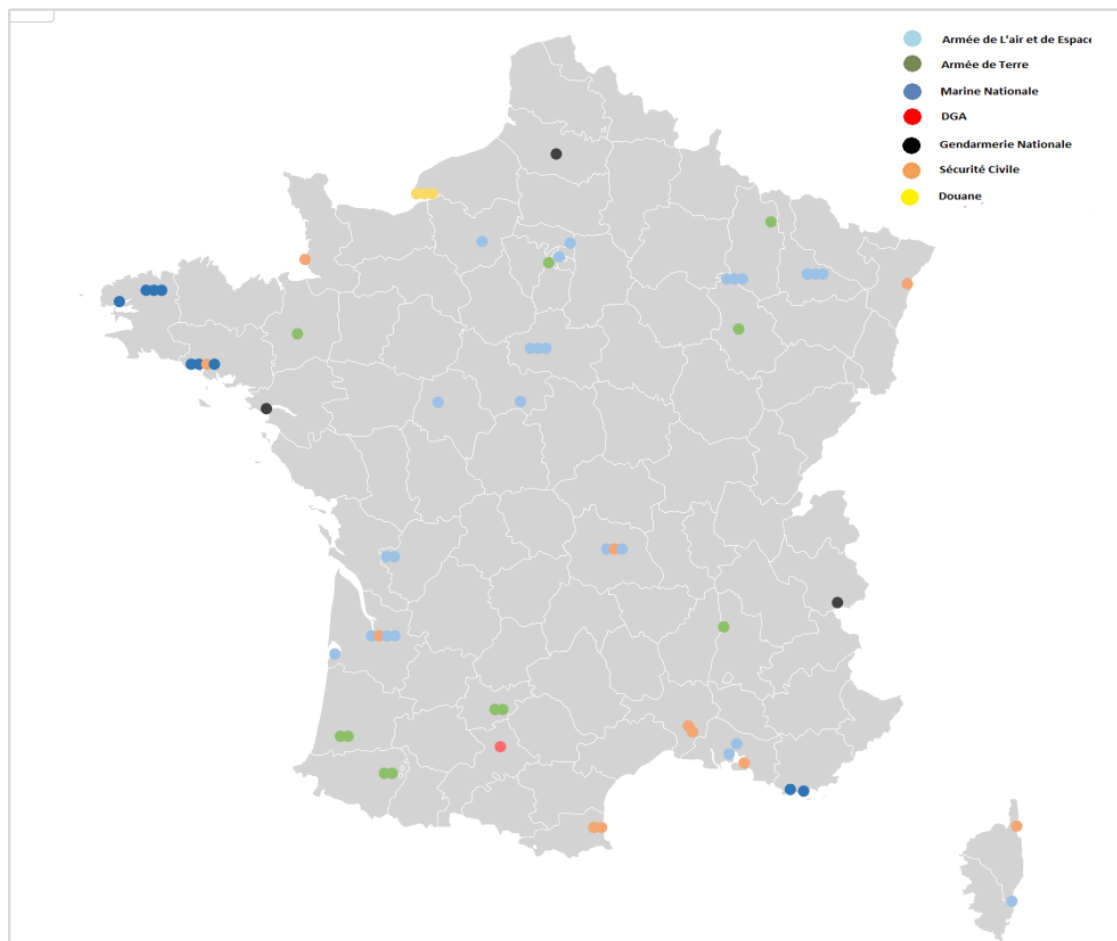 Armée de L'air et de Espace
Armée de Terre
Marine Nationale
DGA
Gendarmerie Nationale
Sécurité Civile
Douane